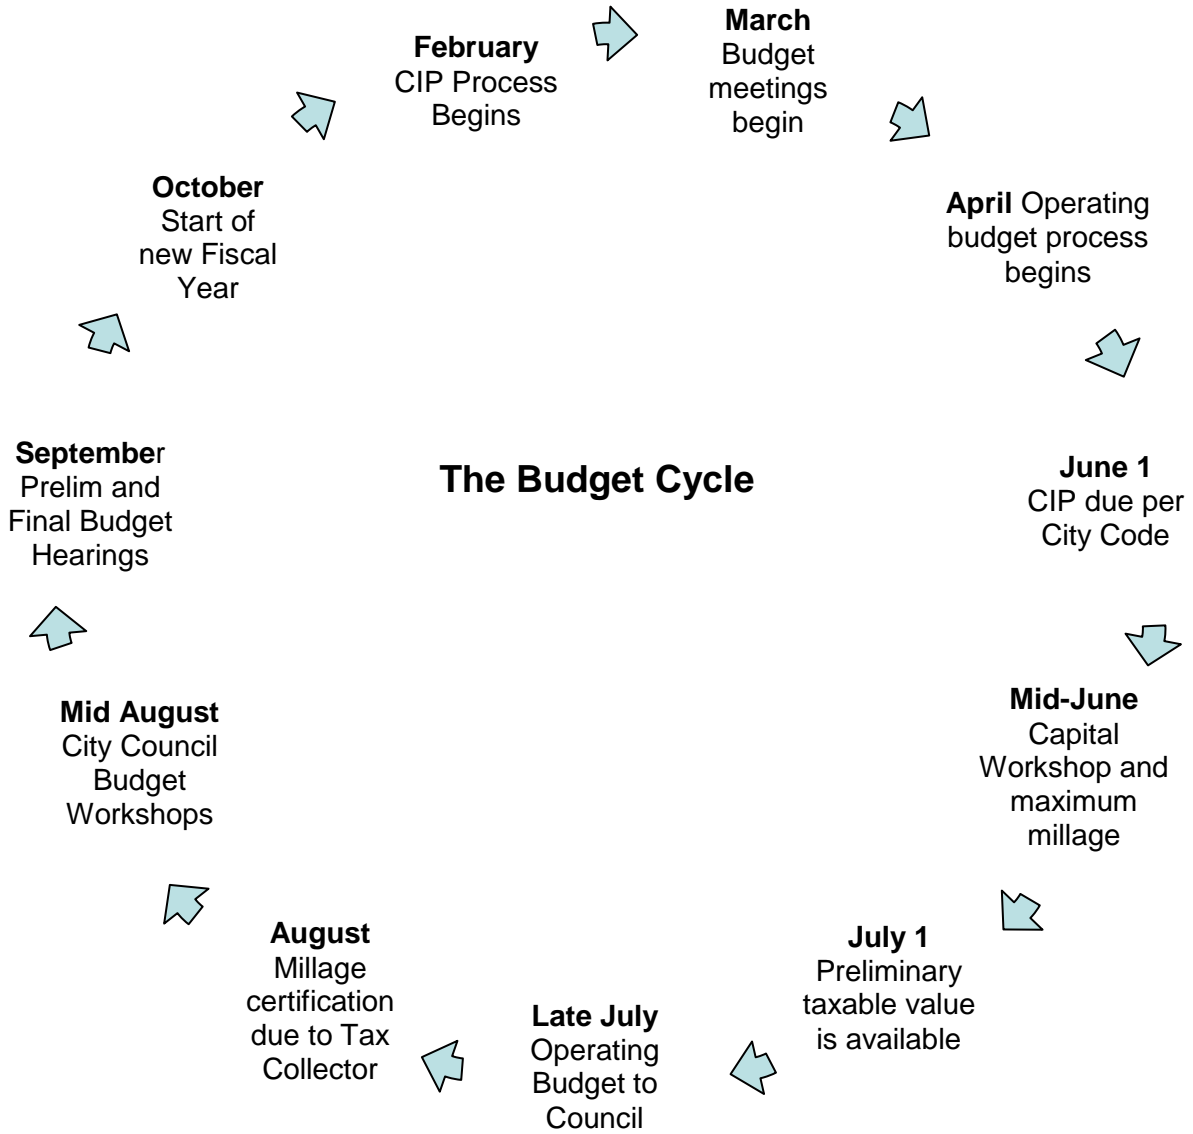 February
CIP Process
Begins
March
Budget
meetings
begin
April Operating
budget process
begins
June 1
CIP due per
City Code
Mid-June
Capital
Workshop and
maximum
millage
July 1
Preliminary
taxable value
is available
Late July
Operating
Budget to
Council
August
Millage
certification
due to Tax
Collector
Mid August
City Council
Budget
Workshops
September
Prelim and
Final Budget
Hearings
October
Start of
new Fiscal
Year
The Budget Cycle